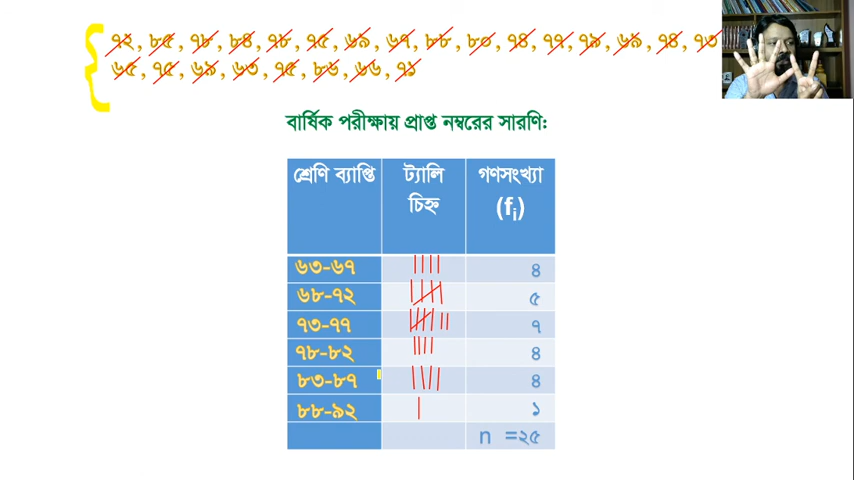 ৭২, ৮৫, ৭৮, ৮৪, ৭৮, ৭৫, ৬৯, ৬৭, ৮৮, ৮০, ৭৪, ৭৭, ৭৯, ৬৯, ৭৪, ৭৩
৬৫, ৭৫, ৬৯, ৬৩, ৭৫, ৮৬, ৬৬, ৭১
বার্ষিক পরীক্ষায় প্রাপ্ত নম্বরের সারণি:
শ্রেণি ব্যাপ্তি ট্যালি চিহ্ন গণসংখ্যা (fi)
৬৩-৬৭ |||| ৪
৬৮-৭২ ৫
৭৩-৭৭ || ৭
৭৮-৮২ |||| ৪
৮৩-৮৭ |||| ৪
৮৮-৯২ | ১
n =২৫